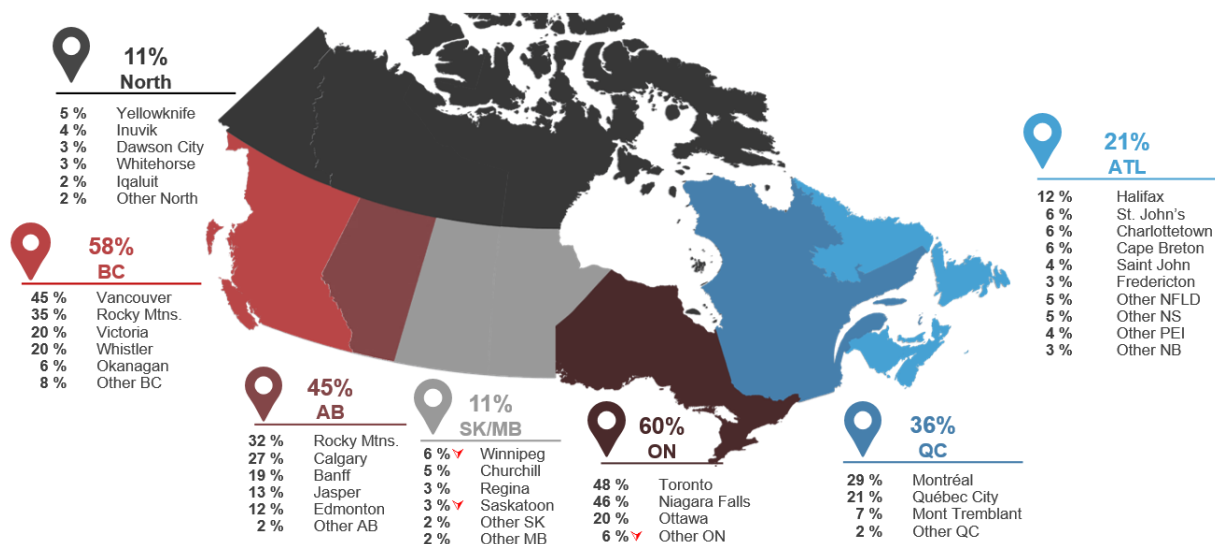 11%
North
5 % Yellowknife
4 % Inuvik
3 % Dawson City
3 % Whitehorse
2 % Iqaluit
2 % Other North
58%
BC
45 % Vancouver
35 % Rocky Mtns.
20 % Victoria
20 % Whistler
6 % Okanagan
8 % Other BC
45%
AB
32 % Rocky Mtns.
27 % Calgary
19 % Banff
13 % Jasper
12 % Edmonton
2 % Other AB
11%
SK/MB
6 % Winnipeg
5 % Churchill
3 % Regina
3 % Saskatoon
2 % Other SK
2 % Other MB
60%
ON
48 % Toronto
46 % Niagara Falls
20 % Ottawa
6 % Other ON
36%
QC
29 % Montréal
21 % Québec City
7 % Mont Tremblant
2 % Other QC
21%
ATL
12 % Halifax
6 % St. John’s
6 % Charlottetown
6 % Cape Breton
4 % Saint John
3 % Fredericton
5 % Other NFLD
5 % Other NS
4 % Other PEI
3 % Other NB